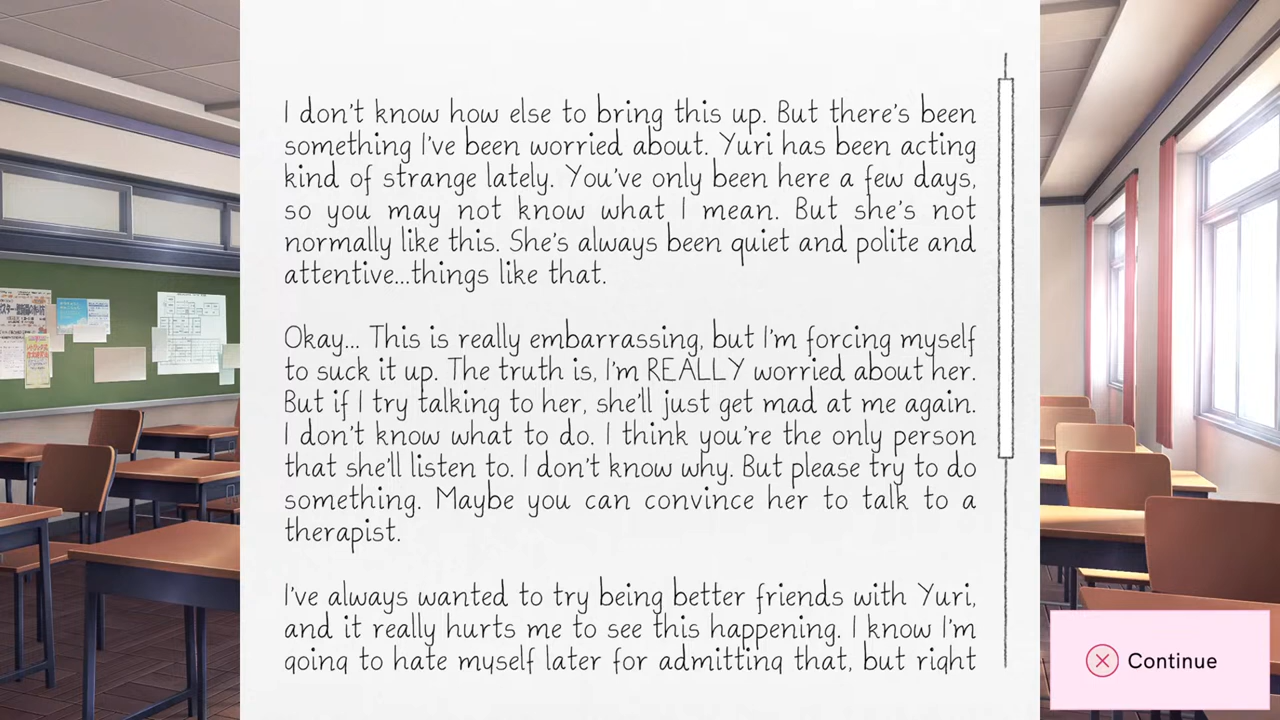 I don't know how else to bring this up. But there's been
something I've been worried about. Yuri has been acting
kind of strange lately. You've only been here a few days,
so you may not know what I mean. But she's not
normally like this. She's always been quiet and polite and
attentive...things like that.
Okay... This is really embarrassing, but I'm forcing myself
to suck it up. The truth is, I'm REALLY worried about her.
But if I try talking to her, she'll just get mad at me again.
I don't know what to do. I think you're the only person
that she'll listen to. I don't know why. But please try to do
something. Maybe you can convince her to talk to a
therapist.
I've always wanted to try being better friends with Yuri,
and it really hurts me to see this happening. I know I'm
going to hate myself later for admitting that, but right
Continue